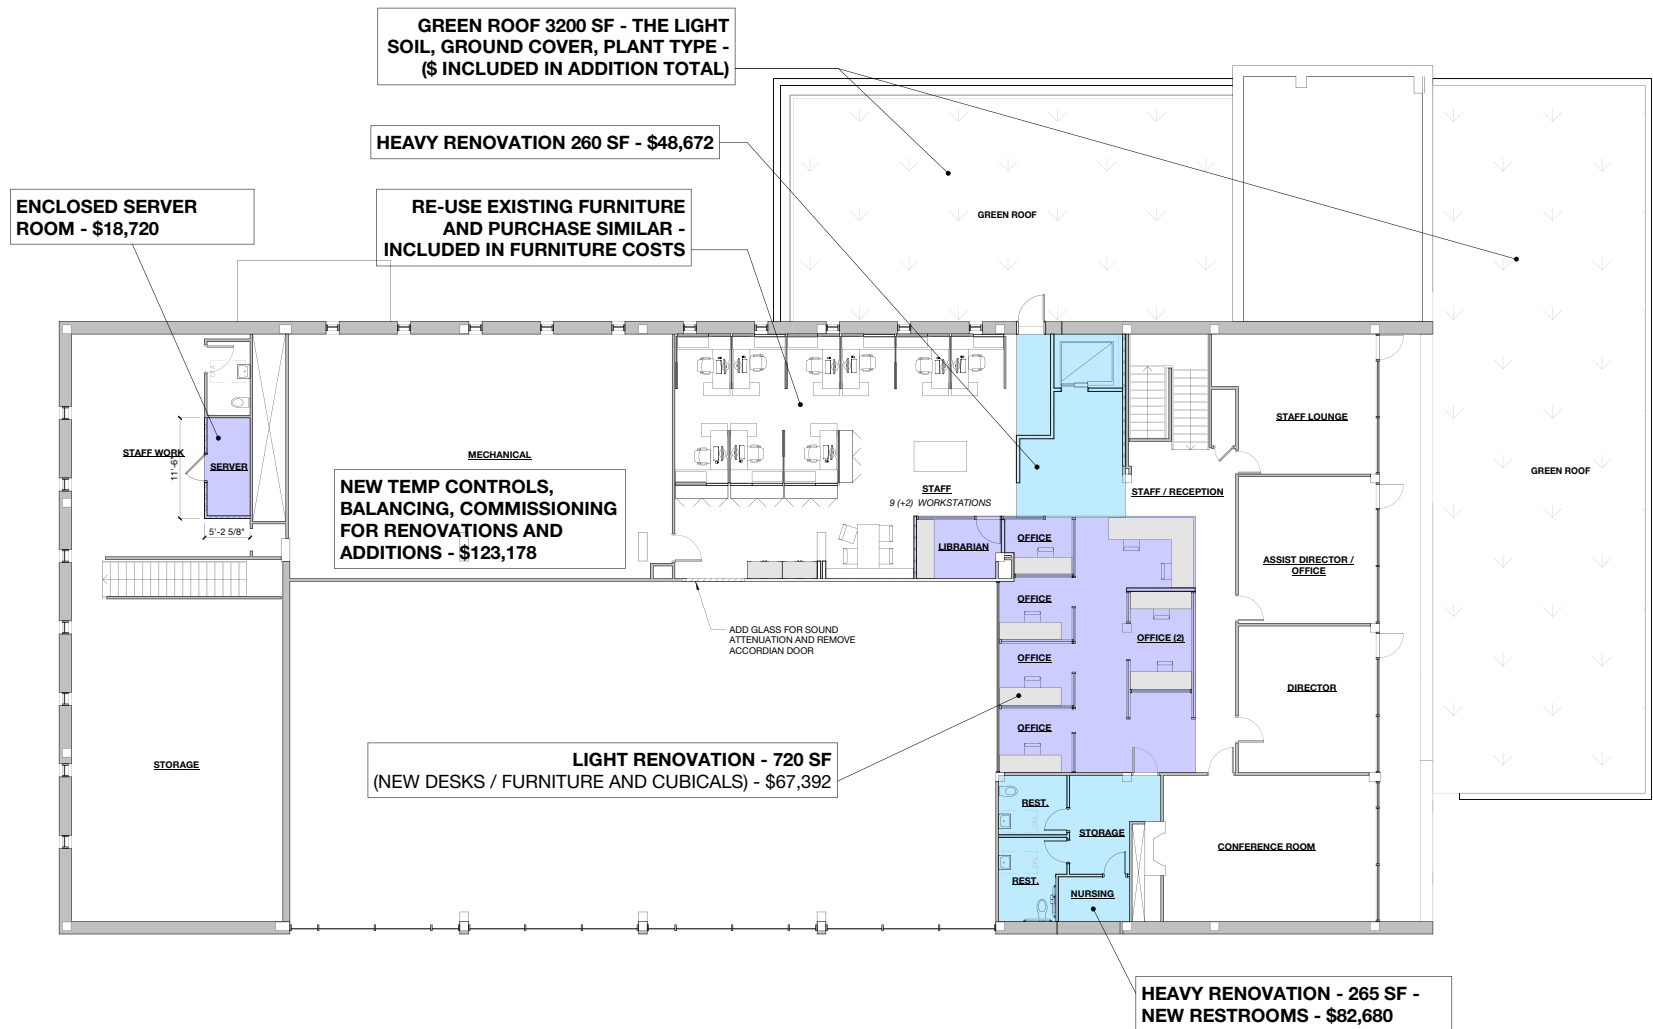 GREEN ROOF 3200 SF - THE LIGHT
SOIL, GROUND COVER, PLANT TYPE -
($ INCLUDED IN ADDITION TOTAL)
HEAVY RENOVATION 260 SF - $48,672
ENCLOSED SERVER
ROOM - $18,720
RE-USE EXISTING FURNITURE
AND PURCHASE SIMILAR -
INCLUDED IN FURNITURE COSTS
GREEN ROOF
STAFF LOUNGE
STAFF WORK
11'-6"
SERVER
5'-2 5/8"
MECHANICAL
NEW TEMP CONTROLS,
BALANCING, COMMISSIONING
FOR RENOVATIONS AND
ADDITIONS - $123,178
STAFF
9 (+2) WORKSTATIONS
STAFF / RECEPTION
GREEN ROOF
LIBRARIAN
OFFICE
ASSIST DIRECTOR /
OFFICE
OFFICE
OFFICE (2)
ADD GLASS FOR SOUND
ATTENUATION AND REMOVE
ACCORDIAN DOOR
OFFICE
DIRECTOR
OFFICE
STORAGE
LIGHT RENOVATION - 720 SF
(NEW DESKS / FURNITURE AND CUBICALS) - $67,392
REST.
STORAGE
CONFERENCE ROOM
REST.
NURSING
HEAVY RENOVATION - 265 SF -
NEW RESTROOMS - $82,680